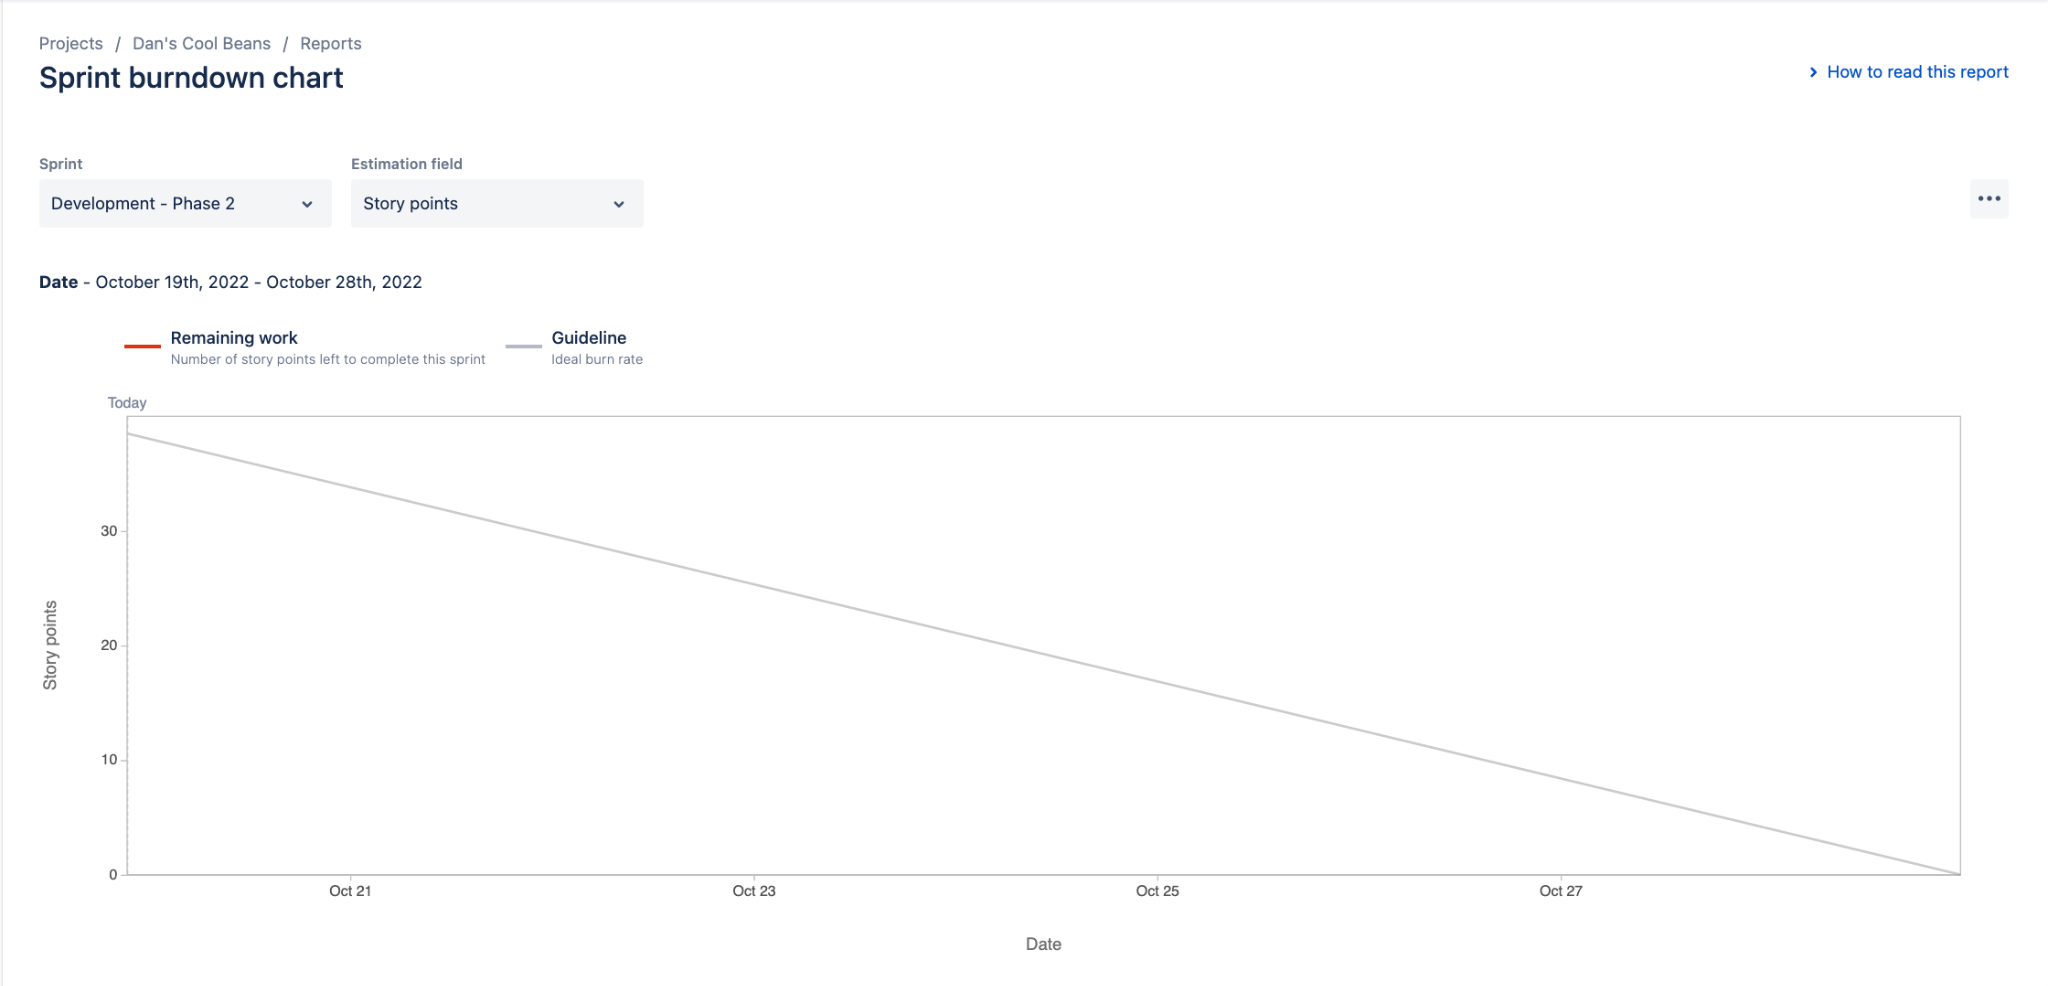 Projects / Dan's Cool Beans / Reports
Sprint burndown chart
How to read this report
Sprint
Estimation field
Development - Phase 2
Story points
Date - October 19th, 2022 - October 28th, 2022
Remaining work
Number of story points left to complete this sprint
Guideline
Ideal burn rate
Today
30
20
10
0
Story points
Oct 21
Oct 23
Oct 25
Oct 27
Date